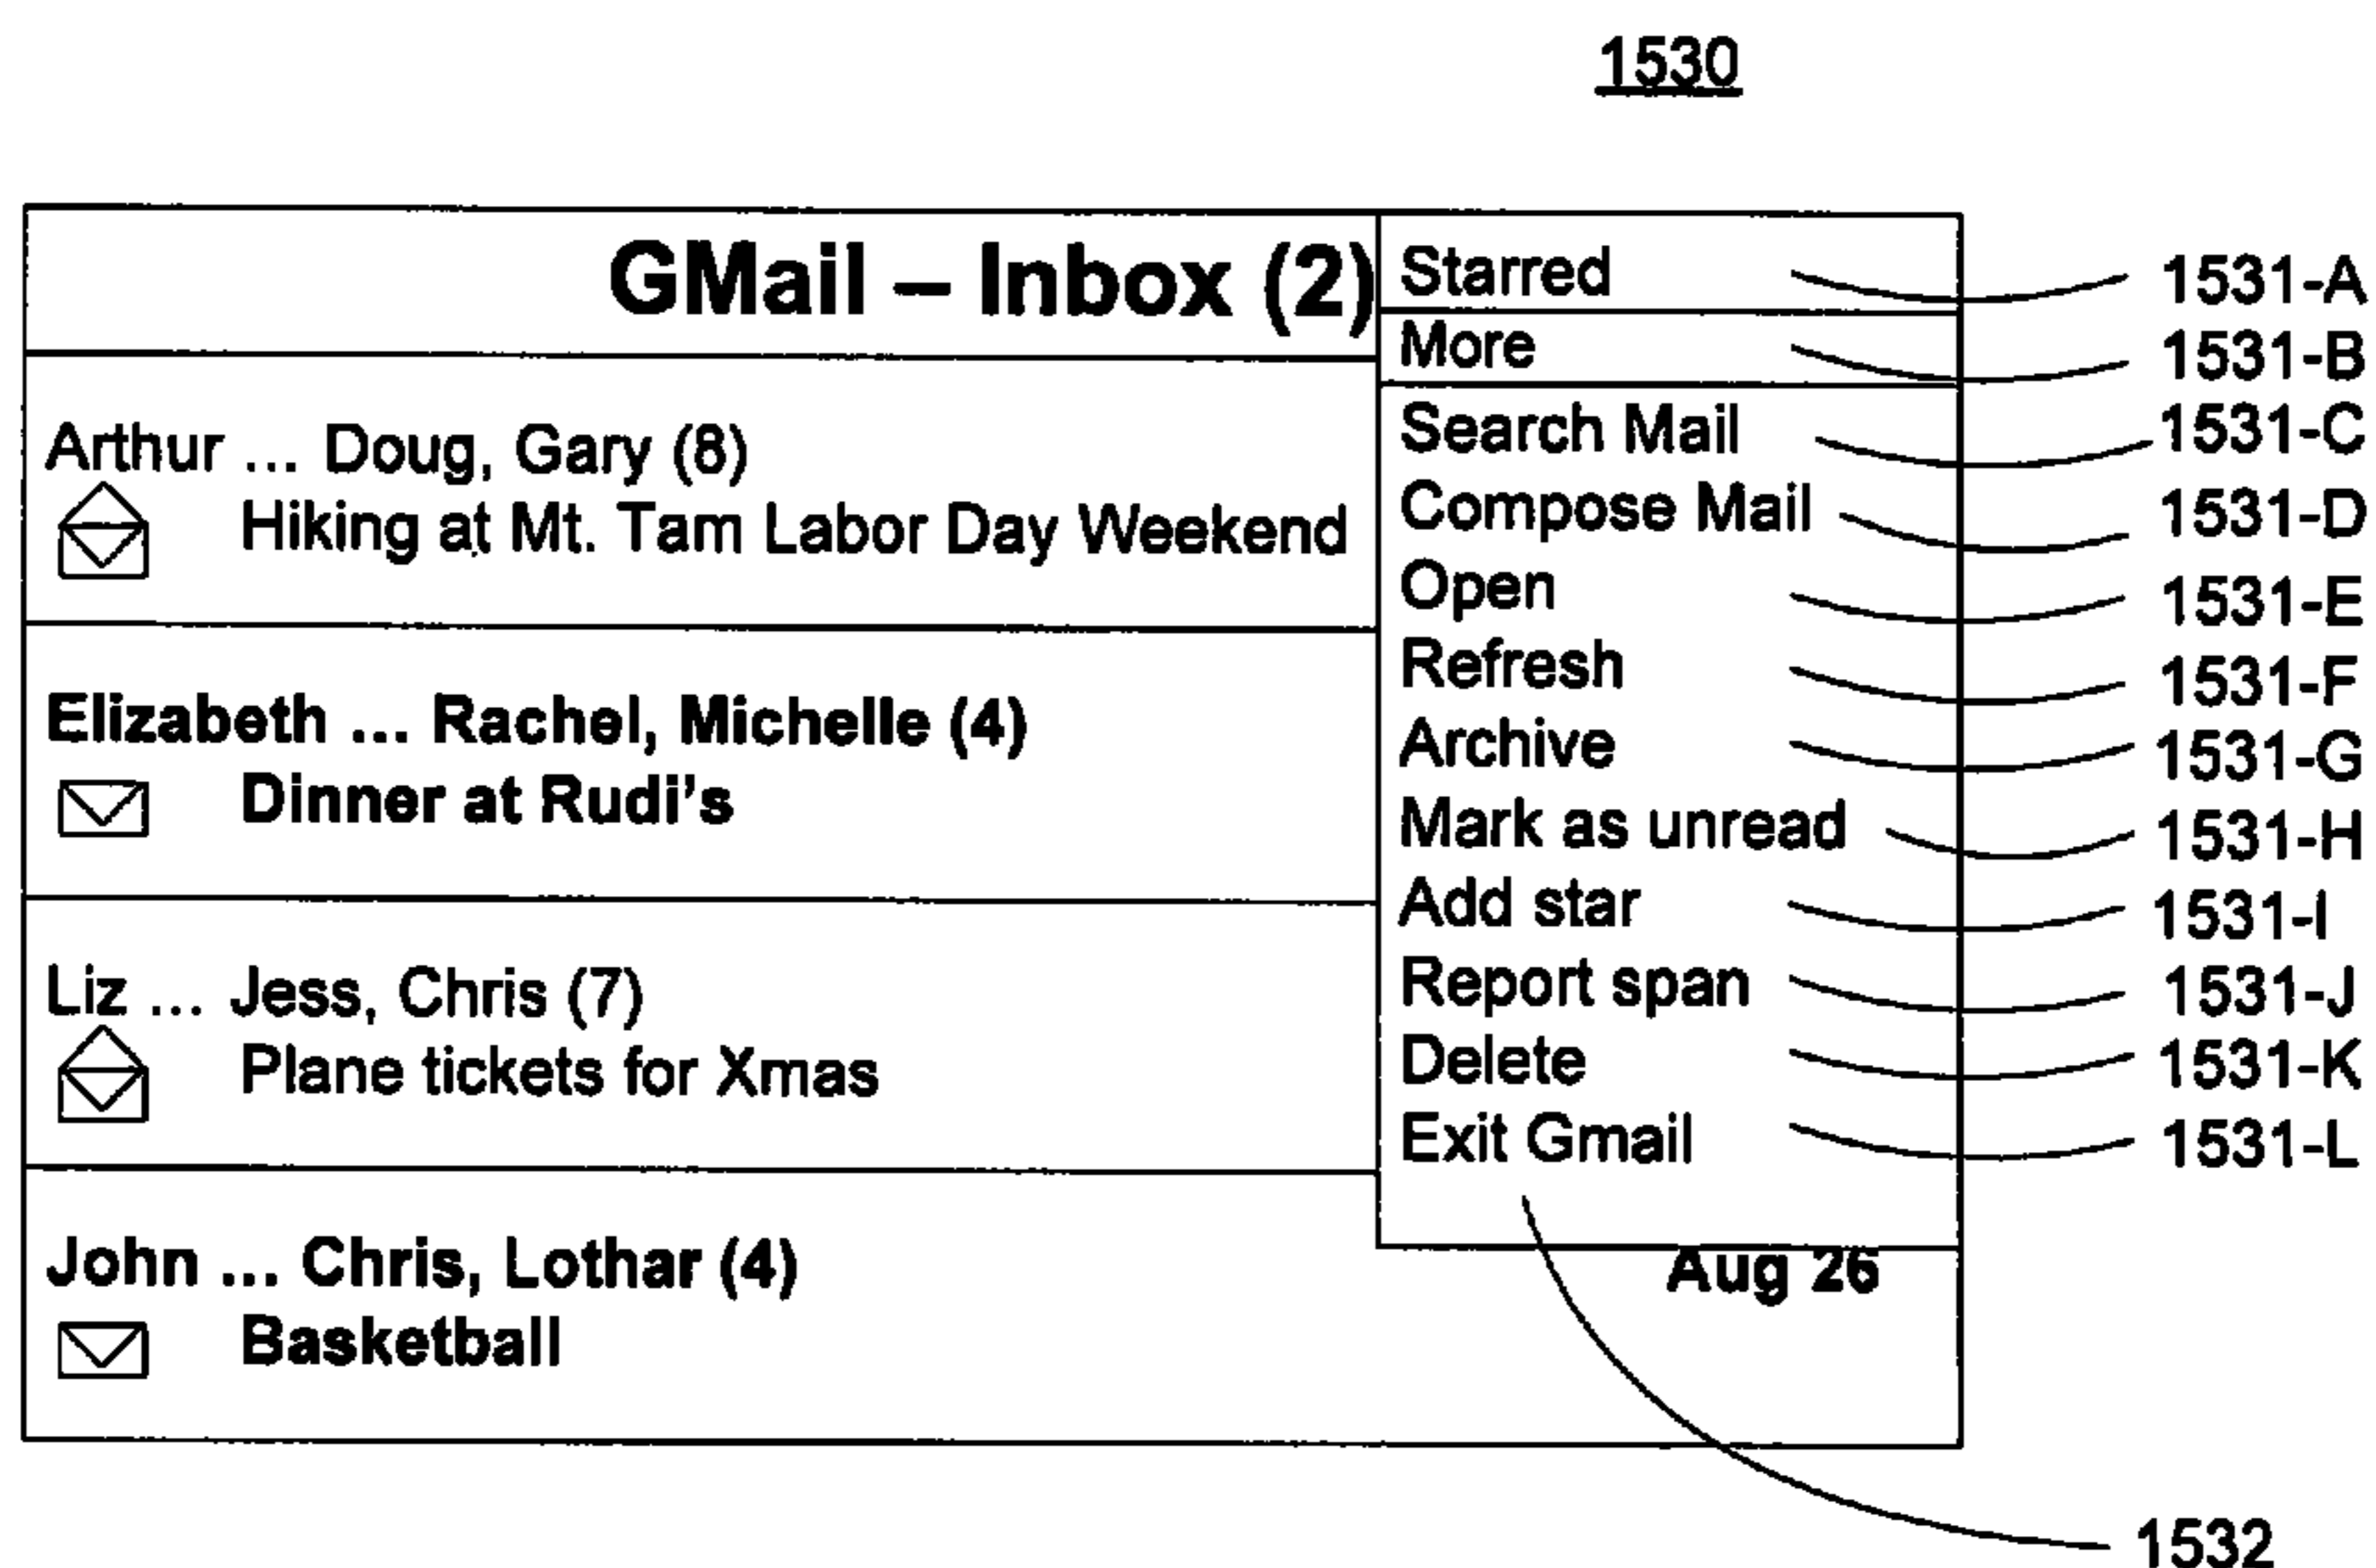 1530
GMail – Inbox (2)
Arthur ... Doug, Gary (8)
Hiking at Mt. Tam Labor Day Weekend
Elizabeth ... Rachel, Michelle (4)
Dinner at Rudi's
Liz ... Jess, Chris (7)
Plane tickets for Xmas
John ... Chris, Lothar (4)
Basketball
Starred
More
Search Mail
Compose Mail
Open
Refresh
Archive
Mark as unread
Add star
Report span
Delete
Exit Gmail
Aug 26
1531-A
1531-B
1531-C
1531-D
1531-E
1531-F
1531-G
1531-H
1531-I
1531-J
1531-K
1531-L
1532